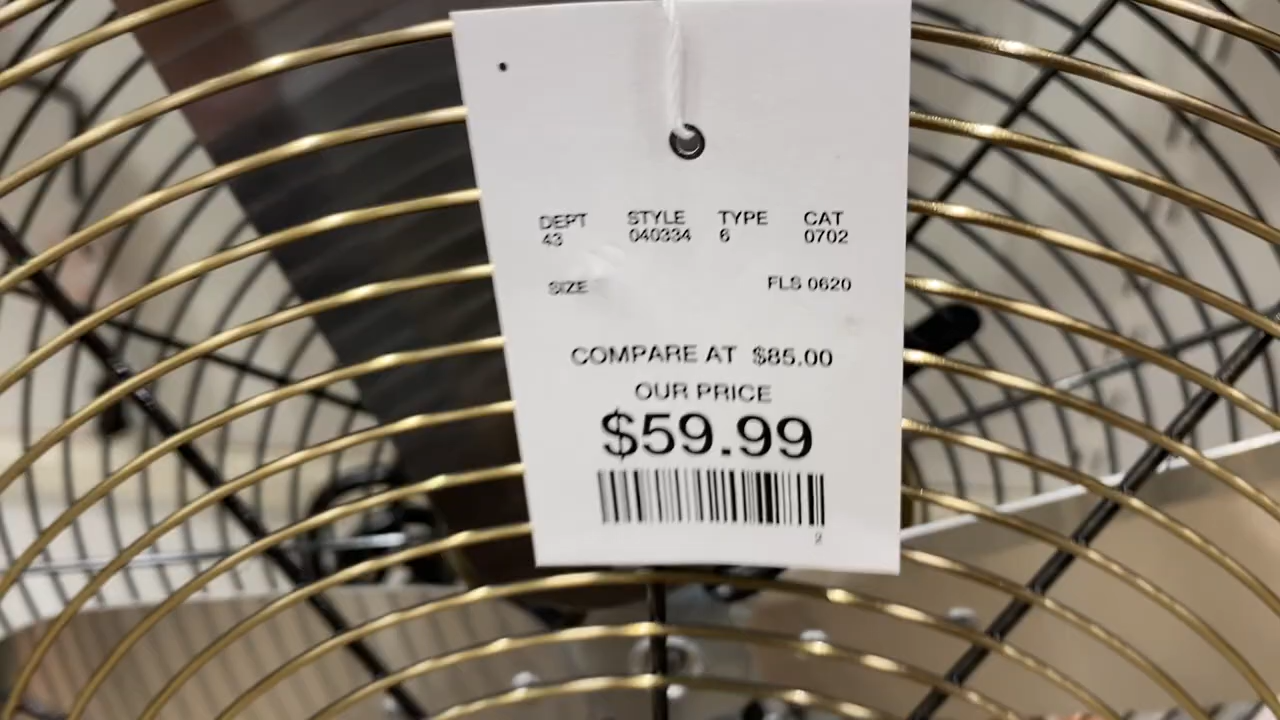 DEPT STYLE TYPE CAT
43 040334 6 0702
SIZE FLS 0620
COMPARE AT $85.00
OUR PRICE
$59.99
2